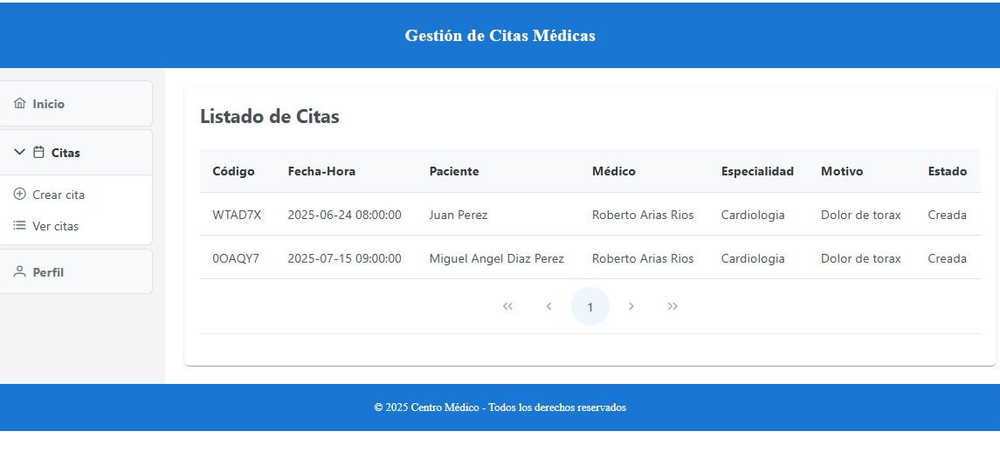 Gestión de Citas Médicas
Inicio
Citas
Crear cita
Ver citas
Perfil
Listado de Citas
Código Fecha-Hora Paciente Médico Especialidad Motivo Estado
WTAD7X 2025-06-24 08:00:00 Juan Perez Roberto Arias Rios Cardiologia Dolor de torax Creada
0OAQY7 2025-07-15 09:00:00 Miguel Angel Diaz Perez Roberto Arias Rios Cardiologia Dolor de torax Creada
1
© 2025 Centro Médico - Todos los derechos reservados